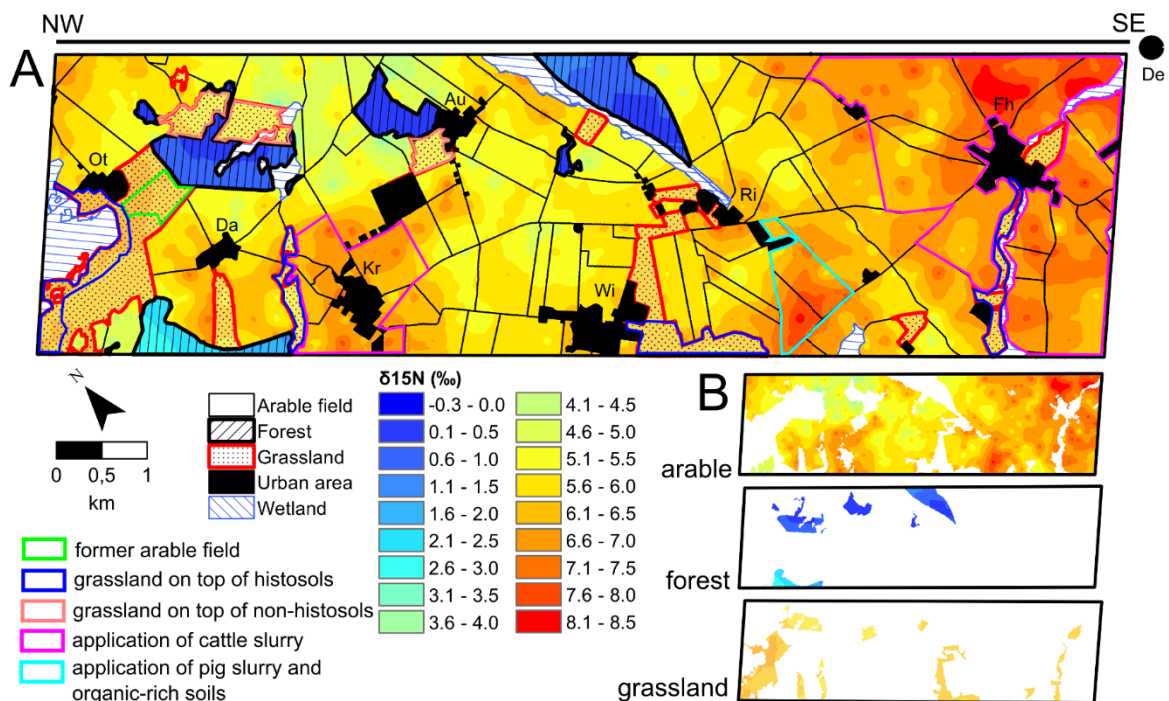 NW
SE
A
De
Au
Fh
Ot
Ri
Da
Kr
Wi
N
0 0,5 1
km
Arable field
Forest
Grassland
Urban area
Wetland
former arable field
grassland on top of histosols
grassland on top of non-histosols
application of cattle slurry
application of pig slurry and
organic-rich soils
δ15N (‰)
-0.3 - 0.0
0.1 - 0.5
0.6 - 1.0
1.1 - 1.5
1.6 - 2.0
2.1 - 2.5
2.6 - 3.0
3.1 - 3.5
3.6 - 4.0
4.1 - 4.5
4.6 - 5.0
5.1 - 5.5
5.6 - 6.0
6.1 - 6.5
6.6 - 7.0
7.1 - 7.5
7.6 - 8.0
8.1 - 8.5
B
arable
forest
grassland